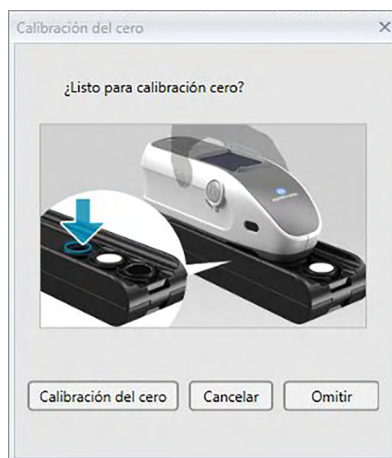 Calibración del cero
¿Listo para calibración cero?
Calibración del cero
Cancelar
Omitir